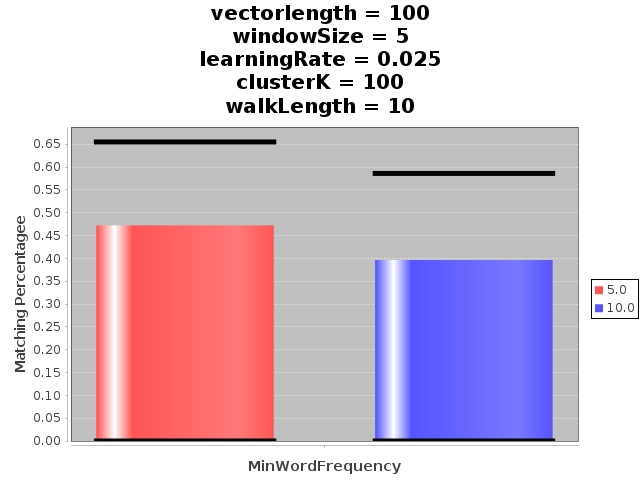 vectorlength = 100
windowSize = 5
learningRate = 0.025
clusterK = 100
walkLength = 10
Matching Percentagee
0.65
0.60
0.55
0.50
0.45
0.40
0.35
0.30
0.25
0.20
0.15
0.10
0.05
0.00
MinWordFrequency
5.0
10.0